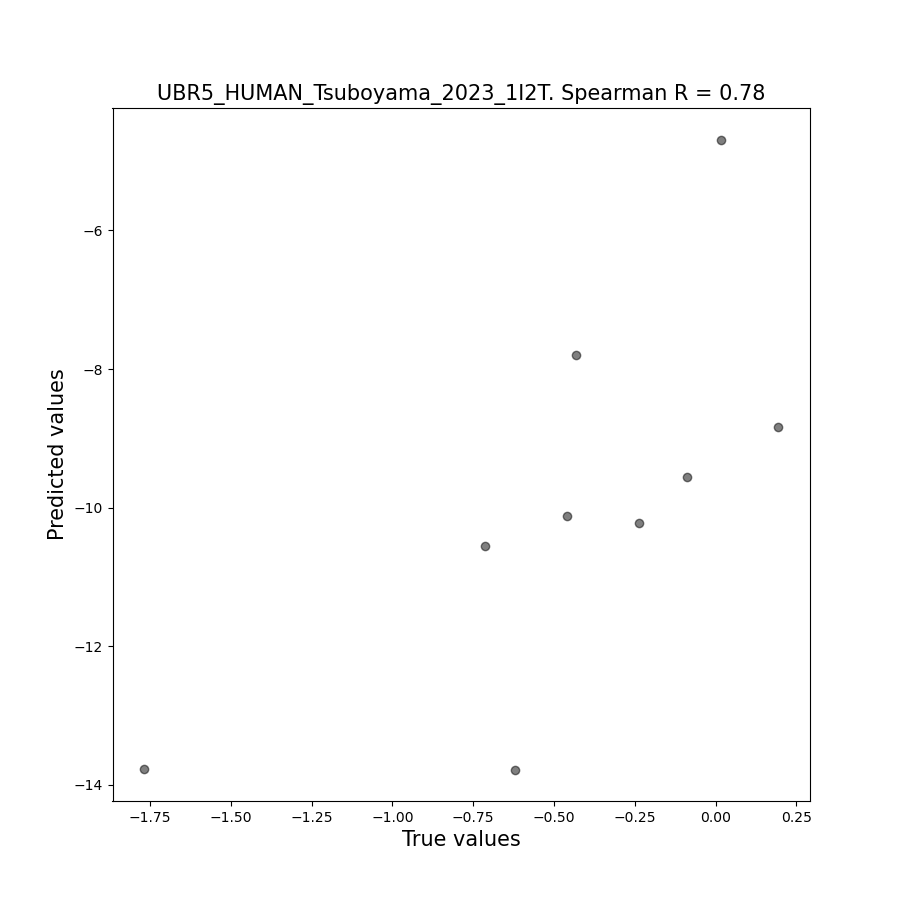 UBR5_HUMAN_Tsuboyama_2023_1I2T. Spearman R = 0.78
Predicted values
−6
−8
−10
−12
−14
−1.75 −1.50 −1.25 −1.00 −0.75 −0.50 −0.25 0.00 0.25
True values